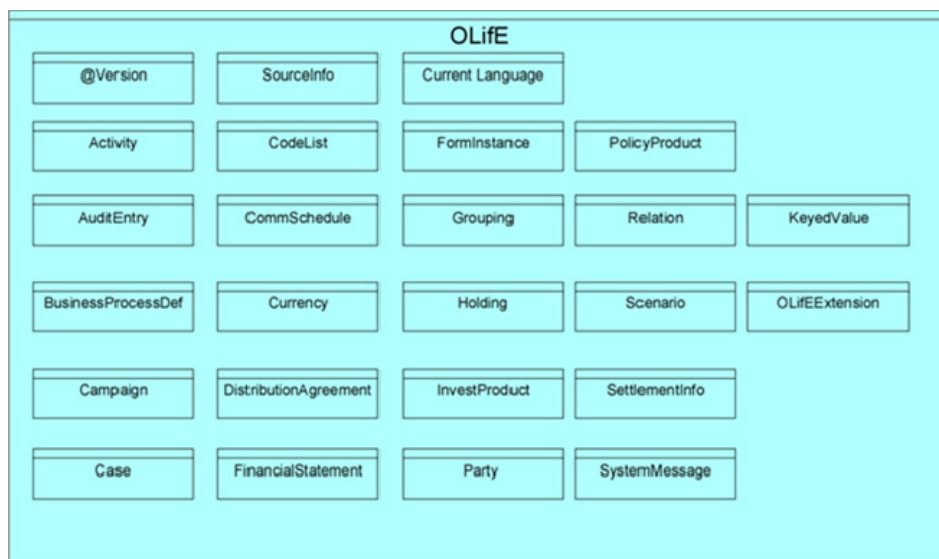 OLifE
@Version
SourceInfo
Current Language
Activity
CodeList
FormInstance
PolicyProduct
AuditEntry
CommSchedule
Grouping
Relation
KeyedValue
BusinessProcessDef
Currency
Holding
Scenario
OLifEExtension
Campaign
DistributionAgreement
InvestProduct
SettlementInfo
Case
FinancialStatement
Party
SystemMessage